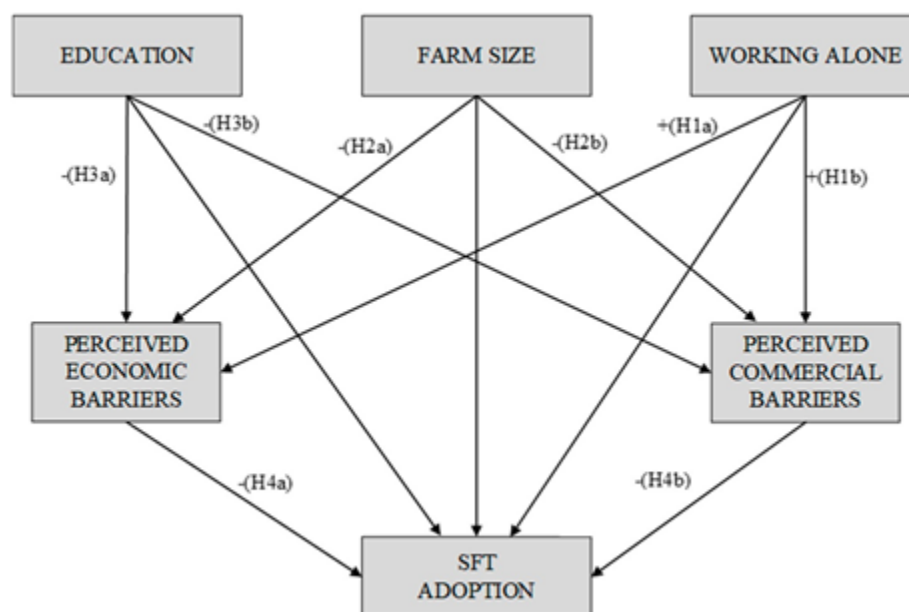 EDUCATION
FARM SIZE
WORKING ALONE
-(H3b)
-(H2a)
-(H2b)
+(H1a)
-(H3a)
+(H1b)
PERCEIVED
ECONOMIC
BARRIERS
PERCEIVED
COMMERCIAL
BARRIERS
-(H4a)
-(H4b)
SFT
ADOPTION